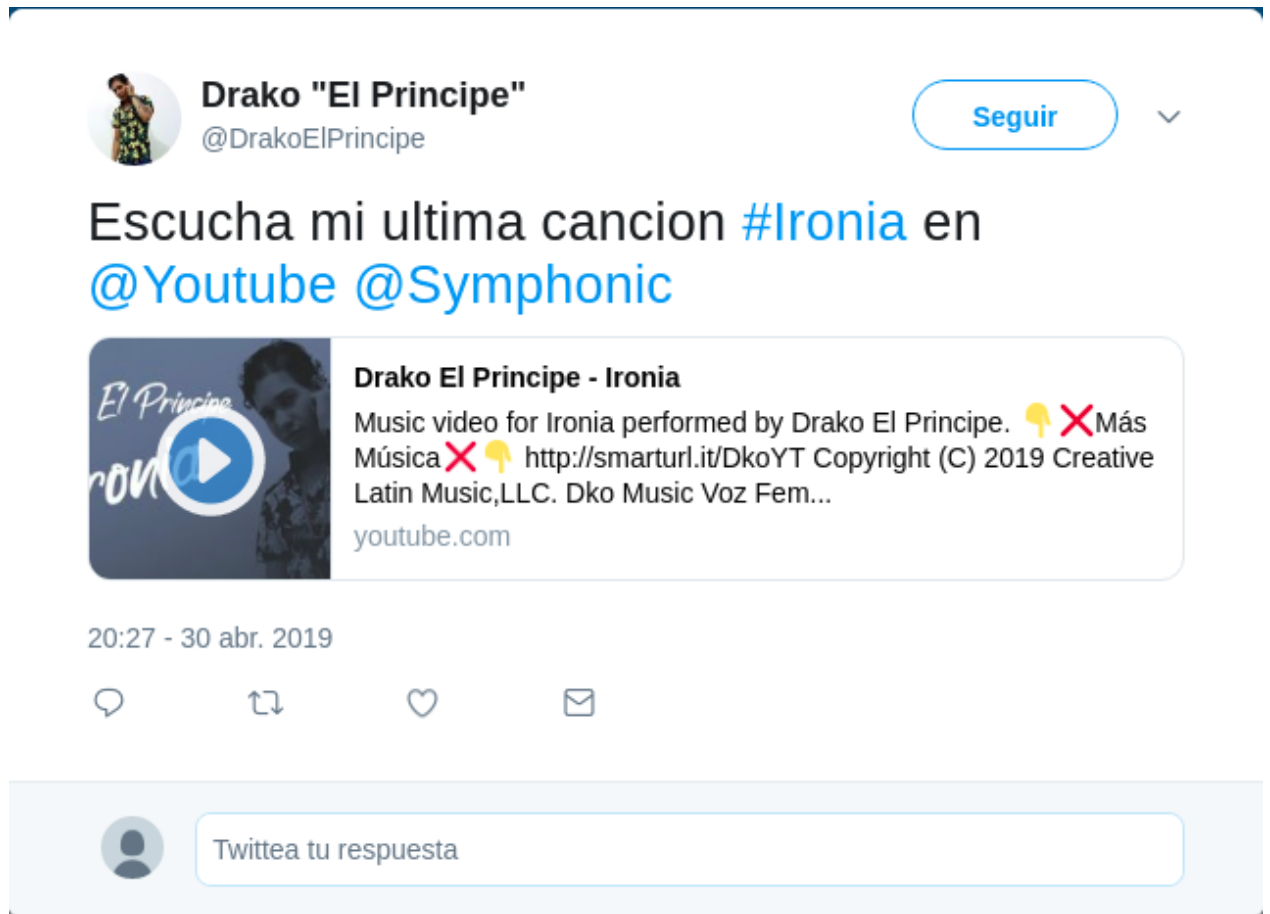 Drako "El Principe"
@DrakoElPrincipe
Seguir
Escucha mi ultima cancion #Ironia en
@Youtube @Symphonic
El Principe
Drako El Principe - Ironia
Music video for Ironia performed by Drako El Principe. 👇❌Más
Música❌👇 http://smarturl.it/DkoYT Copyright (C) 2019 Creative
Latin Music,LLC. Dko Music Voz Fem...
youtube.com
20:27 - 30 abr. 2019
Twittea tu respuesta